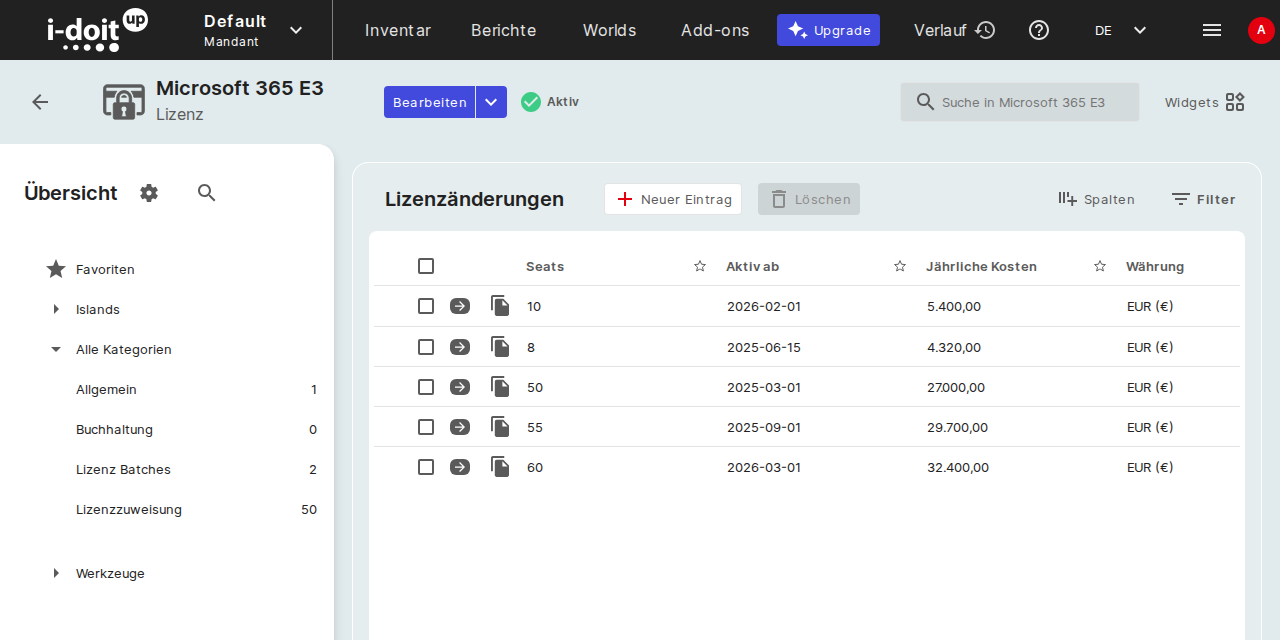 i-doit up
Default
Mandant
Inventar
Berichte
Worlds
Add-ons
Upgrade
Verlauf
DE
A
Microsoft 365 E3
Lizenz
Bearbeiten
Aktiv
Suche in Microsoft 365 E3
Widgets
Übersicht
Favoriten
Islands
Alle Kategorien
Allgemein 1
Buchhaltung 0
Lizenz Batches 2
Lizenzzuweisung 50
Werkzeuge
Lizenzänderungen
Neuer Eintrag
Löschen
Spalten
Filter
Seats Aktiv ab Jährliche Kosten Währung
10 2026-02-01 5.400,00 EUR (€)
8 2025-06-15 4.320,00 EUR (€)
50 2025-03-01 27.000,00 EUR (€)
55 2025-09-01 29.700,00 EUR (€)
60 2026-03-01 32.400,00 EUR (€)